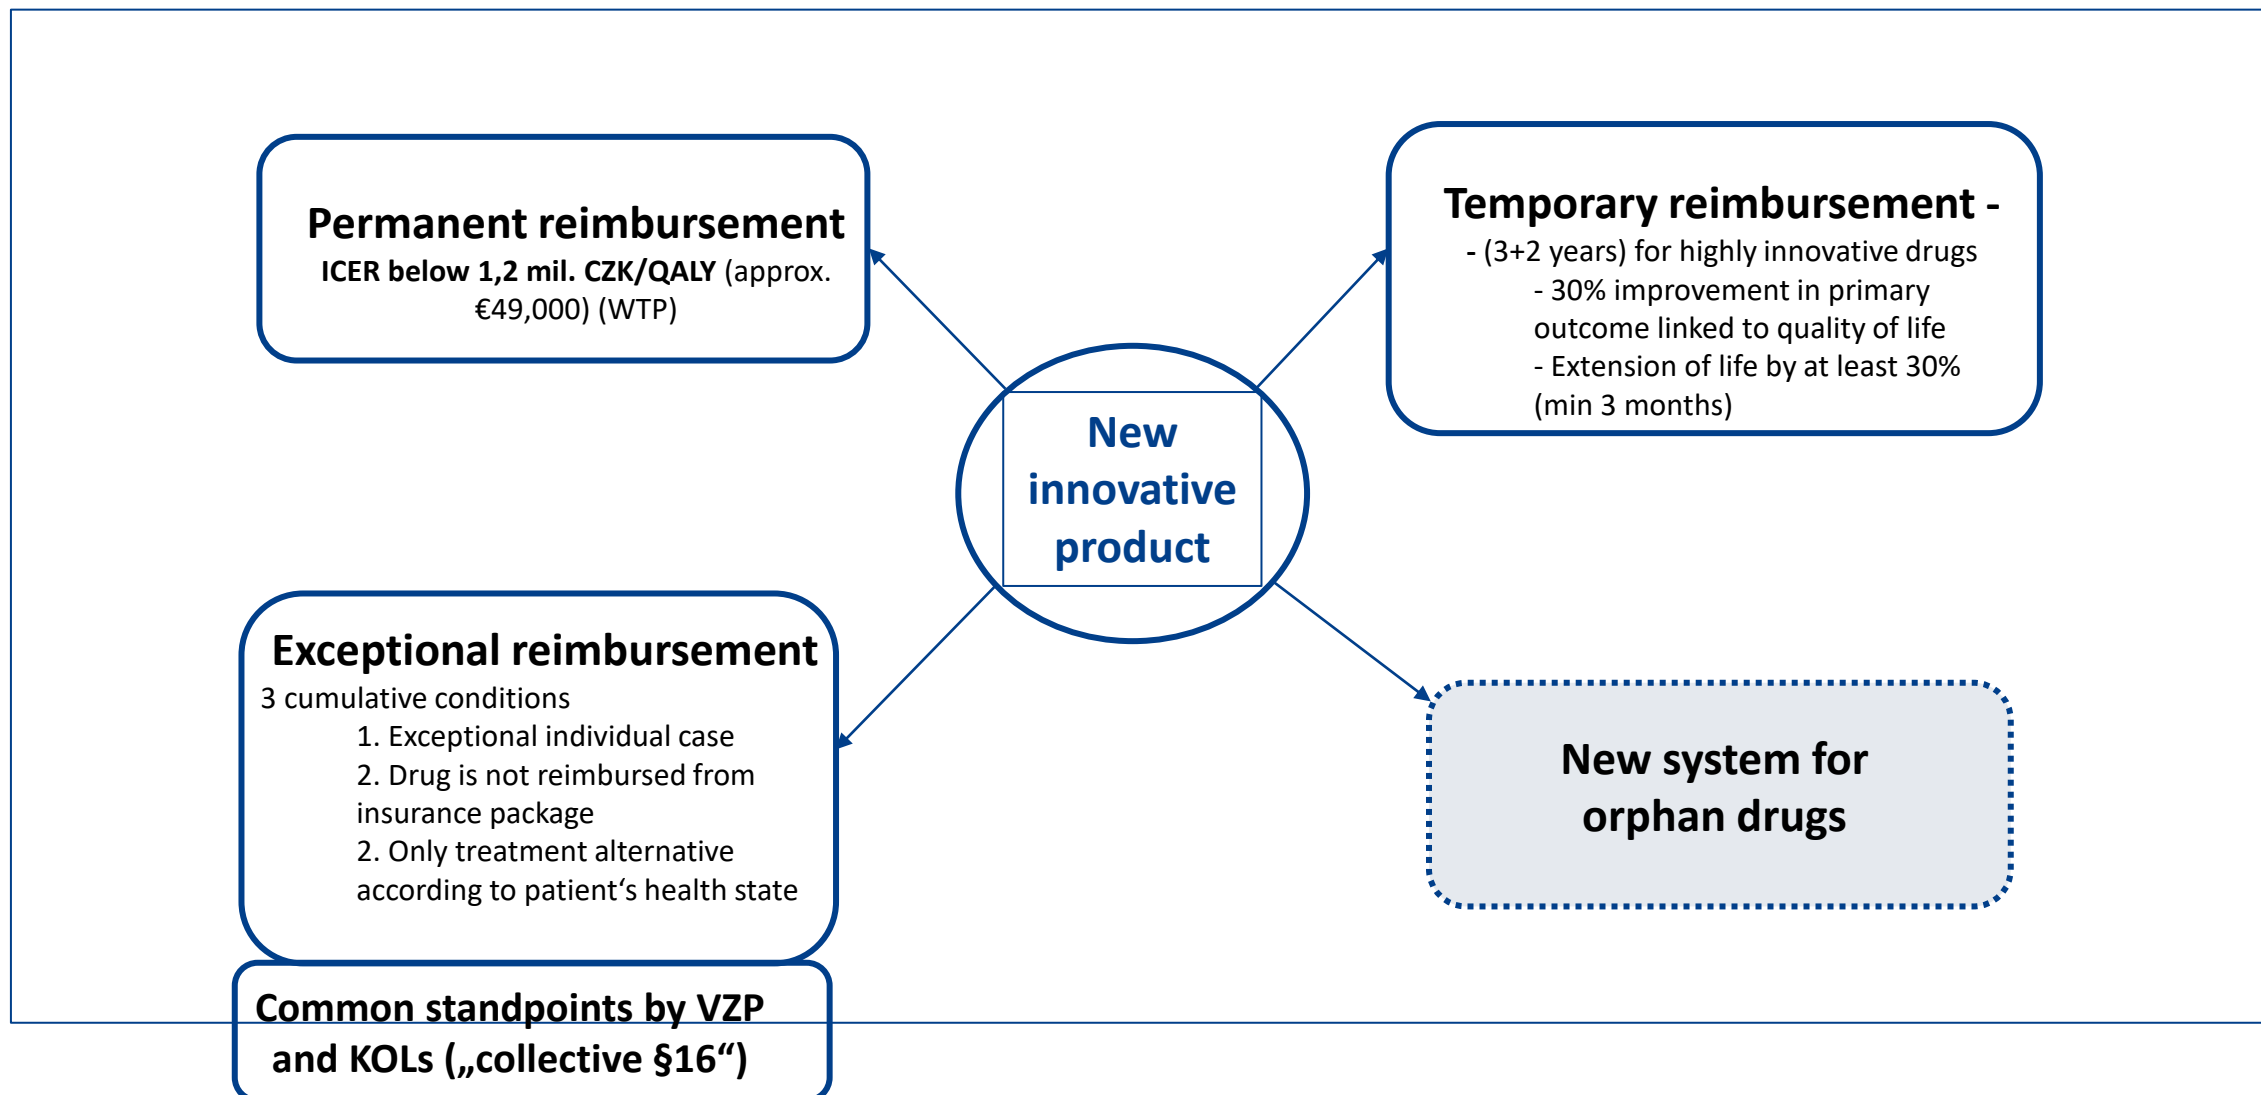 Permanent reimbursement
ICER below 1,2 mil. CZK/QALY (approx.
€49,000) (WTP)
Temporary reimbursement -
- (3+2 years) for highly innovative drugs
- 30% improvement in primary
outcome linked to quality of life
- Extension of life by at least 30%
(min 3 months)
New
innovative
product
Exceptional reimbursement
3 cumulative conditions
1. Exceptional individual case
2. Drug is not reimbursed from
insurance package
2. Only treatment alternative
according to patient‘s health state
New system for
orphan drugs
Common standpoints by VZP
and KOLs („collective §16“)